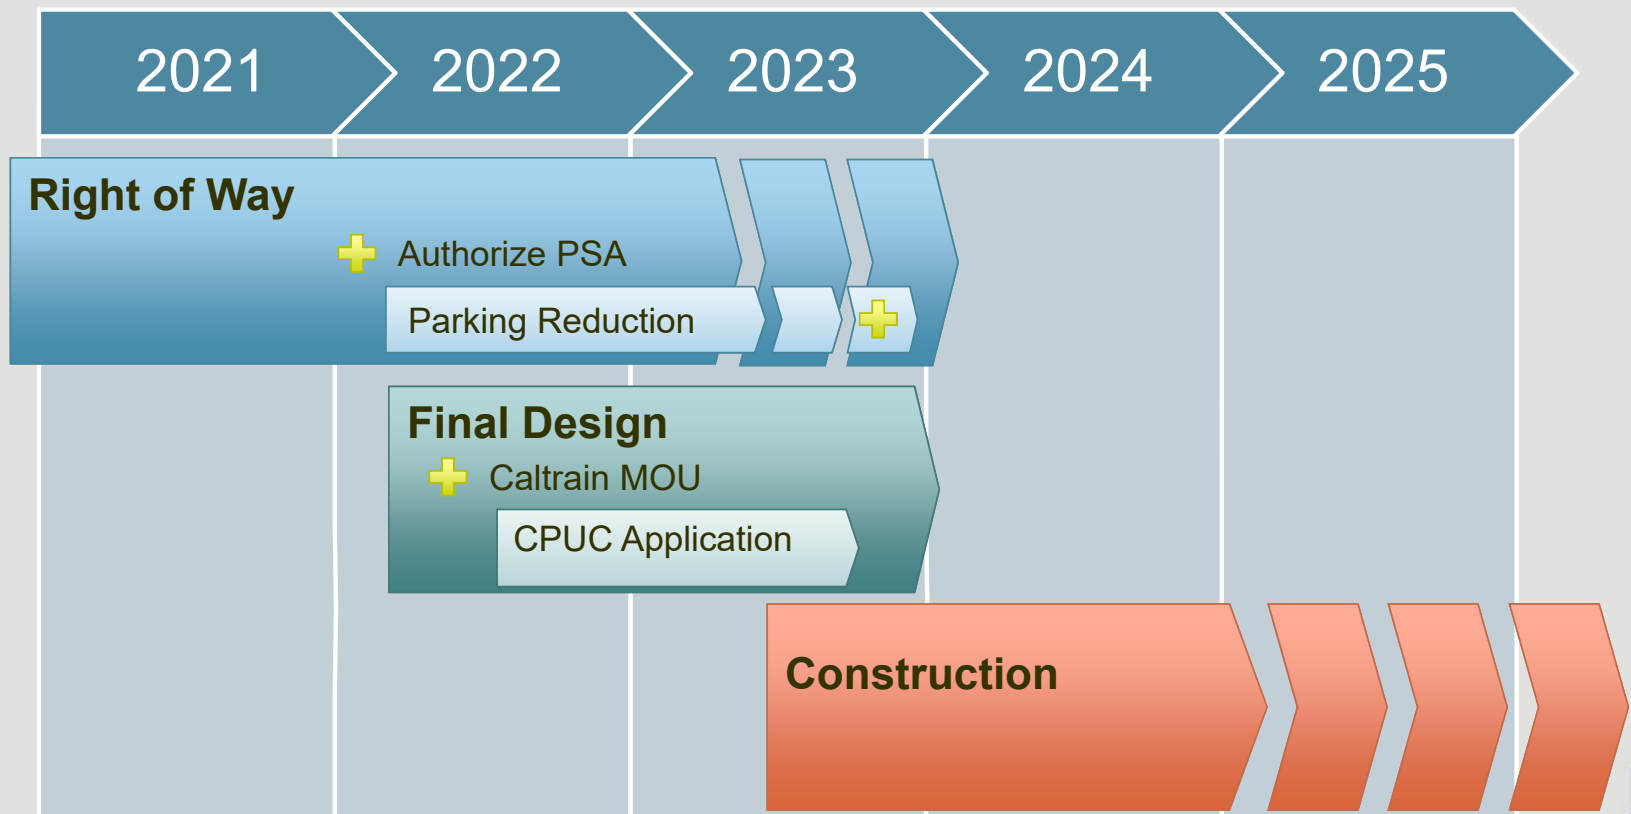 2021 2022 2023 2024 2025
Right of Way
Authorize PSA
Parking Reduction
Final Design
Caltrain MOU
CPUC Application
Construction